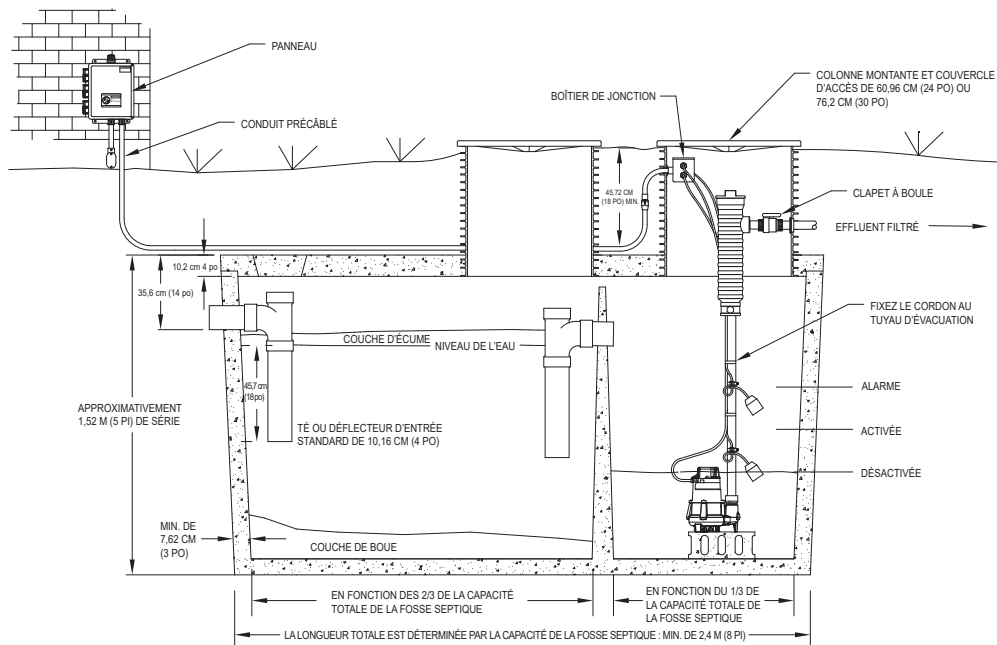 PANNEAU
COLONNE MONTANTE ET COUVERCLE
D'ACCÈS DE 60,96 CM (24 PO) OU
76,2 CM (30 PO)
BOÎTIER DE JONCTION
CONDUIT PRÉCÂBLÉ
45,72 CM
(18 PO) MIN.
CLAPET À BOULE
EFFLUENT FILTRÉ
10,2 cm 4 po
35,6 cm (14 po)
FIXEZ LE CORDON AU
TUYAU D'ÉVACUATION
COUCHE D'ÉCUME
NIVEAU DE L'EAU
45,7 cm
(18po)
ALARME
APPROXIMATIVEMENT
1,52 M (5 PI) DE SÉRIE
TÉ OU DÉFLECTEUR D'ENTRÉE
STANDARD DE 10,16 CM (4 PO)
ACTIVÉE
DÉSACTIVÉE
MIN. DE
7,62 CM
(3 PO)
COUCHE DE BOUE
EN FONCTION DES 2/3 DE LA CAPACITÉ
TOTALE DE LA FOSSE SEPTIQUE
EN FONCTION DU 1/3 DE
LA CAPACITÉ TOTALE DE
LA FOSSE SEPTIQUE
LA LONGUEUR TOTALE EST DÉTERMINÉE PAR LA CAPACITÉ DE LA FOSSE SEPTIQUE : MIN. DE 2,4 M (8 PI)